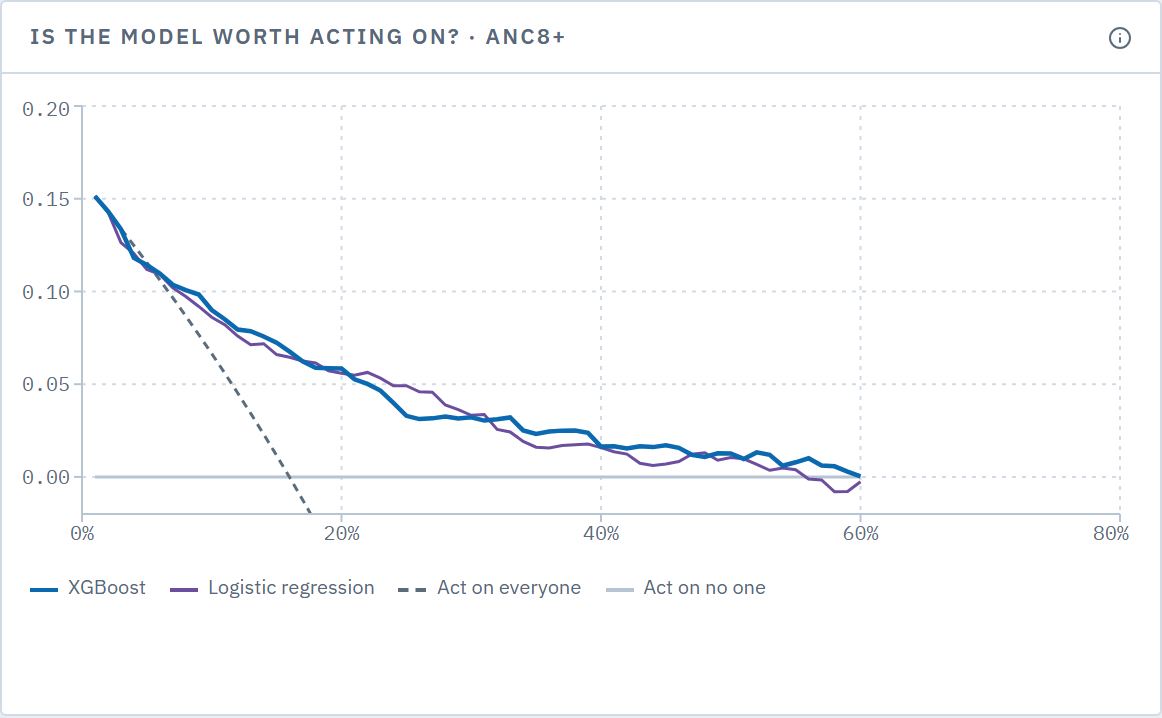 IS THE MODEL WORTH ACTING ON? · ANC8+
0.20
0.15
0.10
0.05
0.00
0% 20% 40% 60% 80%
XGBoost Logistic regression Act on everyone Act on no one